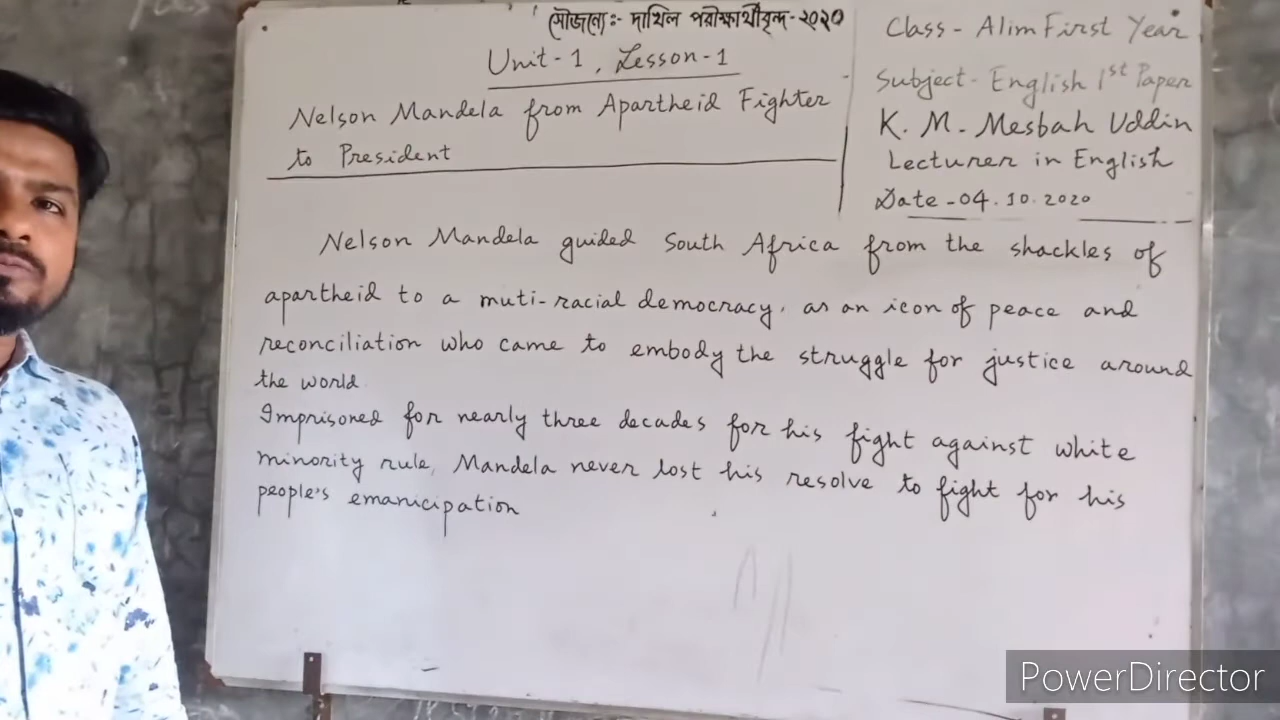 সৌজন্যে:- দাখিল পরীক্ষার্থীবৃন্দ-২০২০
Unit-1, Lesson-1
Nelson Mandela from Apartheid Fighter
to President
Class - Alim First Year
Subject - English 1st Paper
K. M. Mesbah Uddin
Lecturer in English
Date - 04.10.2020
Nelson Mandela guided South Africa from the shackles of
apartheid to a muti-racial democracy, as an icon of peace and
reconciliation who came to embody the struggle for justice around
the world
Imprisoned for nearly three decades for his fight against white
minority rule, Mandela never lost his resolve to fight for his
people's emanicipation
PowerDirector